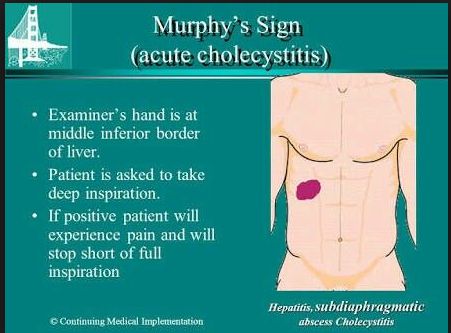 Murphy's Sign
(acute cholecystitis)
• Examiner's hand is at
middle inferior border
of liver.
• Patient is asked to take
deep inspiration.
• If positive patient will
experience pain and will
stop short of full
inspiration
Hepatitis, subdiaphragmatic
abscess Cholecystitis
© Continuing Medical Implementation